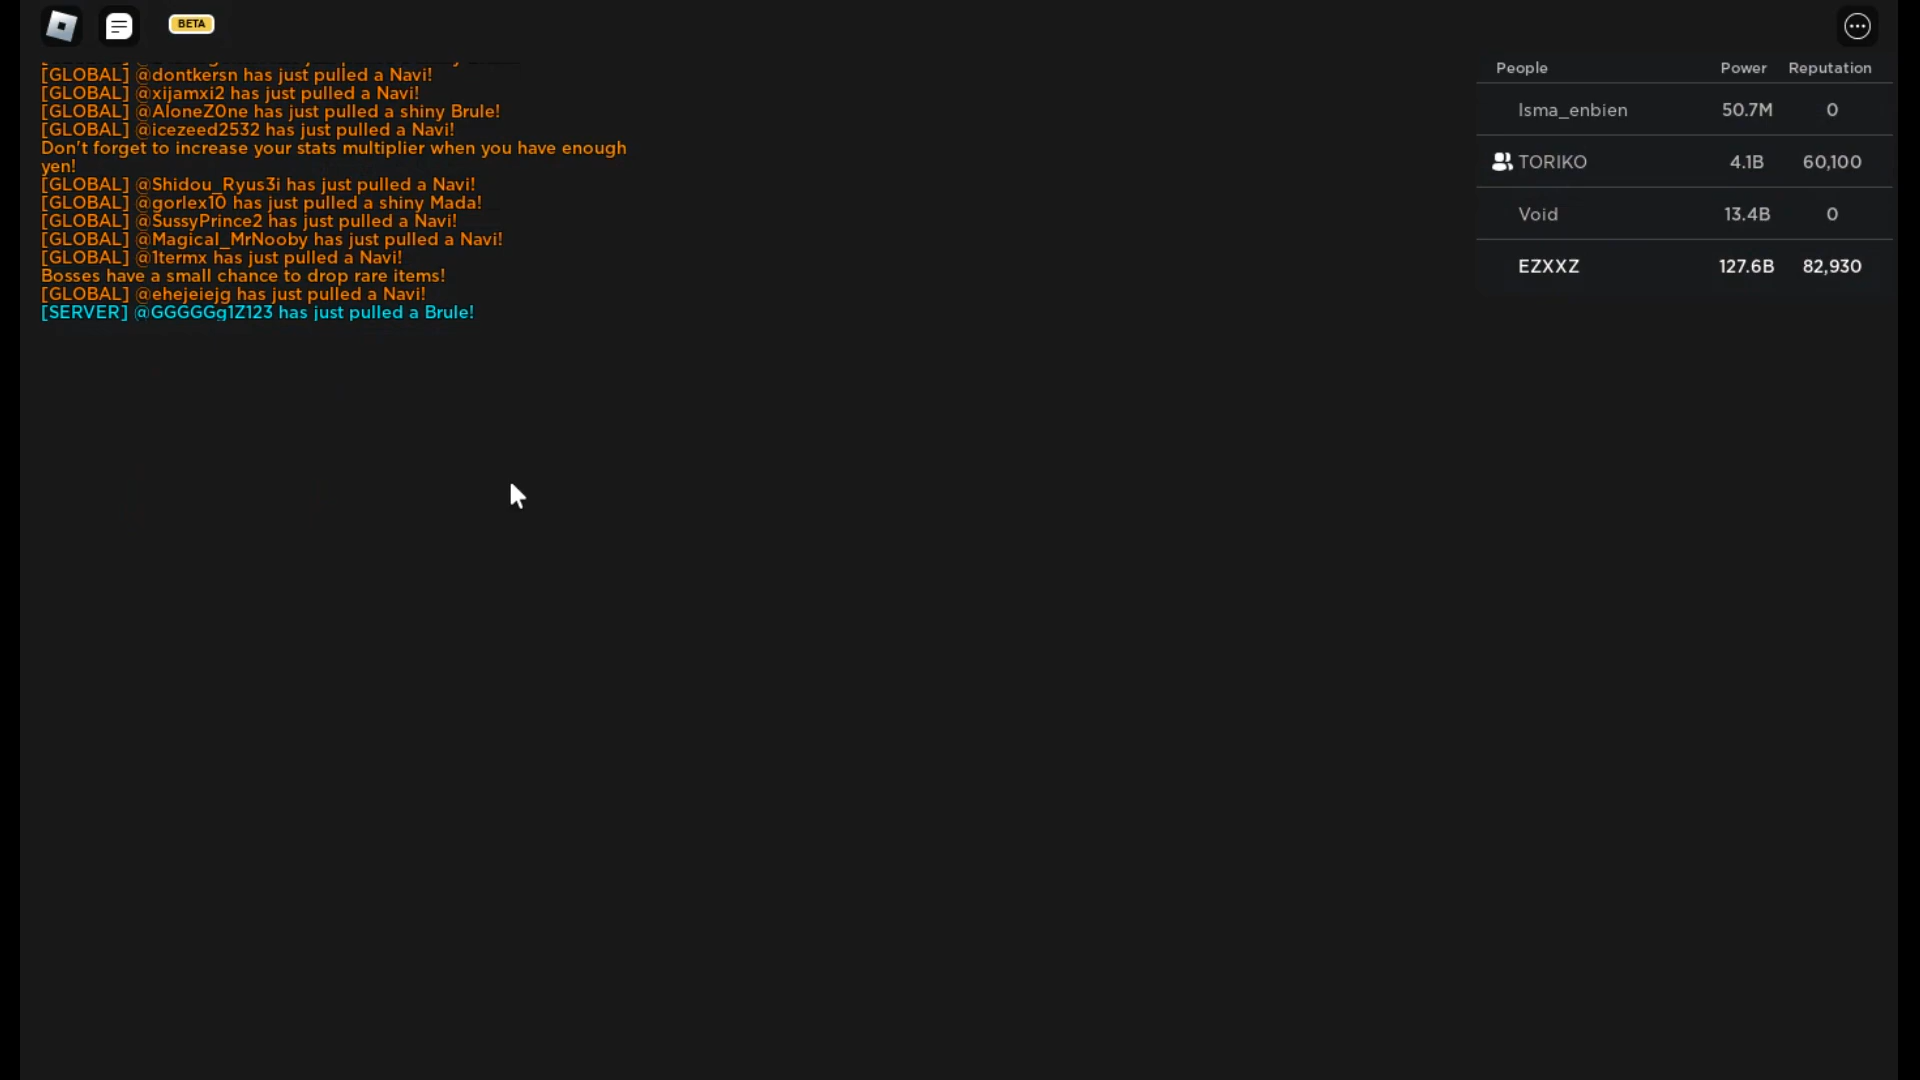 BETA
[GLOBAL] @dontkersn has just pulled a Navi!
[GLOBAL] @xijamxi2 has just pulled a Navi!
[GLOBAL] @AloneZ0ne has just pulled a shiny Brule!
[GLOBAL] @icezeed2532 has just pulled a Navi!
Don't forget to increase your stats multiplier when you have enough
yen!
[GLOBAL] @Shidou_Ryus3i has just pulled a Navi!
[GLOBAL] @gorlex10 has just pulled a shiny Mada!
[GLOBAL] @SussyPrince2 has just pulled a Navi!
[GLOBAL] @Magical_MrNooby has just pulled a Navi!
[GLOBAL] @1termx has just pulled a Navi!
Bosses have a small chance to drop rare items!
[GLOBAL] @ehejeiejg has just pulled a Navi!
[SERVER] @GGGGGg1Z123 has just pulled a Brule!
People Power Reputation
Isma_enbien 50.7M 0
TORIKO 4.1B 60,100
Void 13.4B 0
EZXXZ 127.6B 82,930